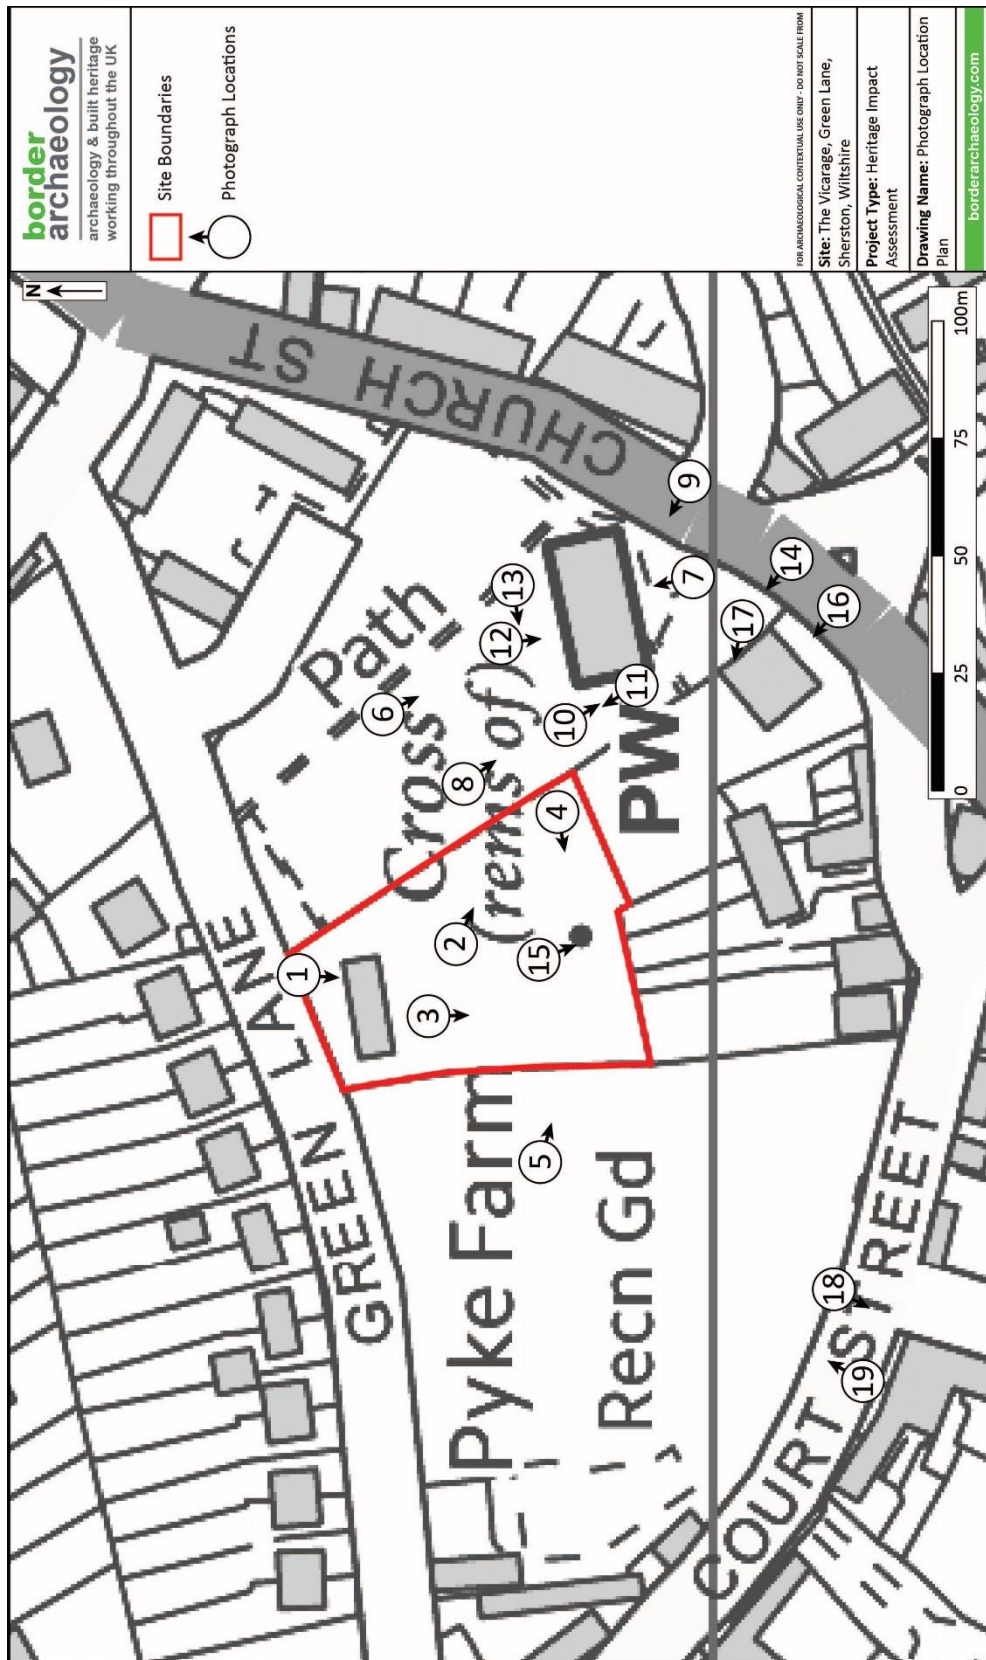 border
archaeology
archaeology & built heritage
working throughout the UK
Site Boundaries
Photograph Locations
FOR ARCHAEOLOGICAL CONTEXTUAL USE ONLY - DO NOT SCALE FROM
Site: The Vicarage, Green Lane,
Sherston, Wiltshire
Project Type: Heritage Impact
Assessment
Drawing Name: Photograph Location
Plan
borderarchaeology.com
N
GREEN LANE
CHURCH ST
Path
Cross
(rems of)
Pyke Farm
Recn Gd
PW
COURT STREET
1
2
3
4
5
6
7
8
9
10
11
12
13
14
15
16
17
18
19
0
25
50
75
100m